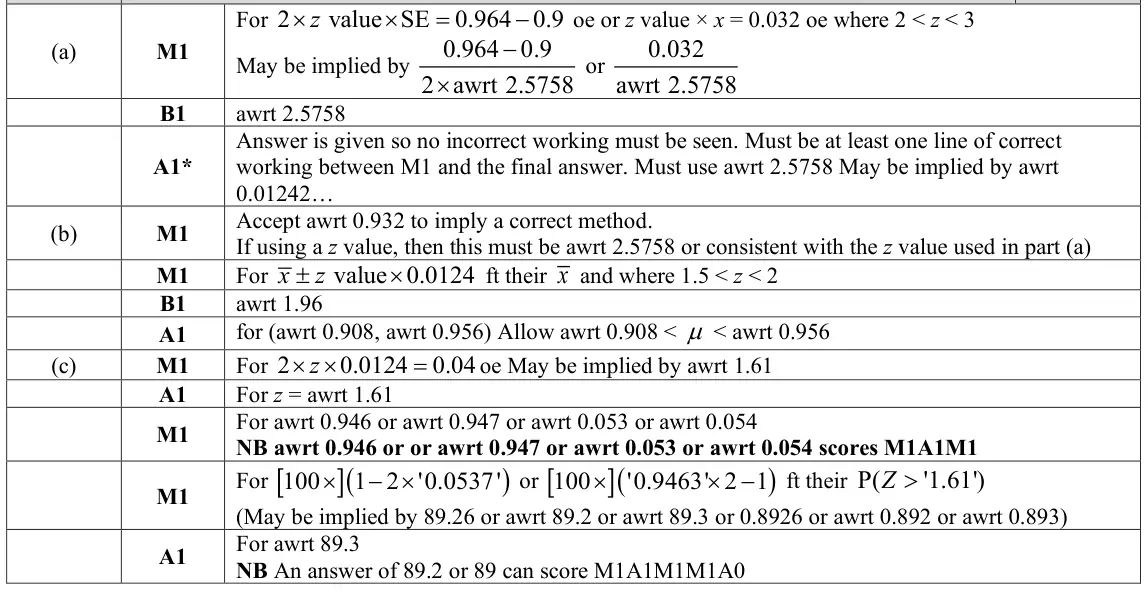 For 2 × z value × SE = 0.964 − 0.9 oe or z value × x = 0.032 oe where 2 < z < 3
(a) M1 May be implied by (0.964 − 0.9)/(2 × awrt 2.5758) or 0.032/(awrt 2.5758)
B1 awrt 2.5758
Answer is given so no incorrect working must be seen. Must be at least one line of correct
A1* working between M1 and the final answer. Must use awrt 2.5758 May be implied by awrt
0.01242…
(b) M1 Accept awrt 0.932 to imply a correct method.
If using a z value, then this must be awrt 2.5758 or consistent with the z value used in part (a)
M1 For x̄ ± z value × 0.0124 ft their x̄ and where 1.5 < z < 2
B1 awrt 1.96
A1 for (awrt 0.908, awrt 0.956) Allow awrt 0.908 < μ < awrt 0.956
(c) M1 For 2 × z × 0.0124 = 0.04 oe May be implied by awrt 1.61
A1 For z = awrt 1.61
M1 For awrt 0.946 or awrt 0.947 or awrt 0.053 or awrt 0.054
NB awrt 0.946 or or awrt 0.947 or awrt 0.053 or awrt 0.054 scores M1A1M1
M1 For [100×](1 − 2 × '0.0537') or [100×]('0.9463' × 2 − 1) ft their P(Z > '1.61')
(May be implied by 89.26 or awrt 89.2 or awrt 89.3 or 0.8926 or awrt 0.892 or awrt 0.893)
A1 For awrt 89.3
NB An answer of 89.2 or 89 can score M1A1M1M1A0